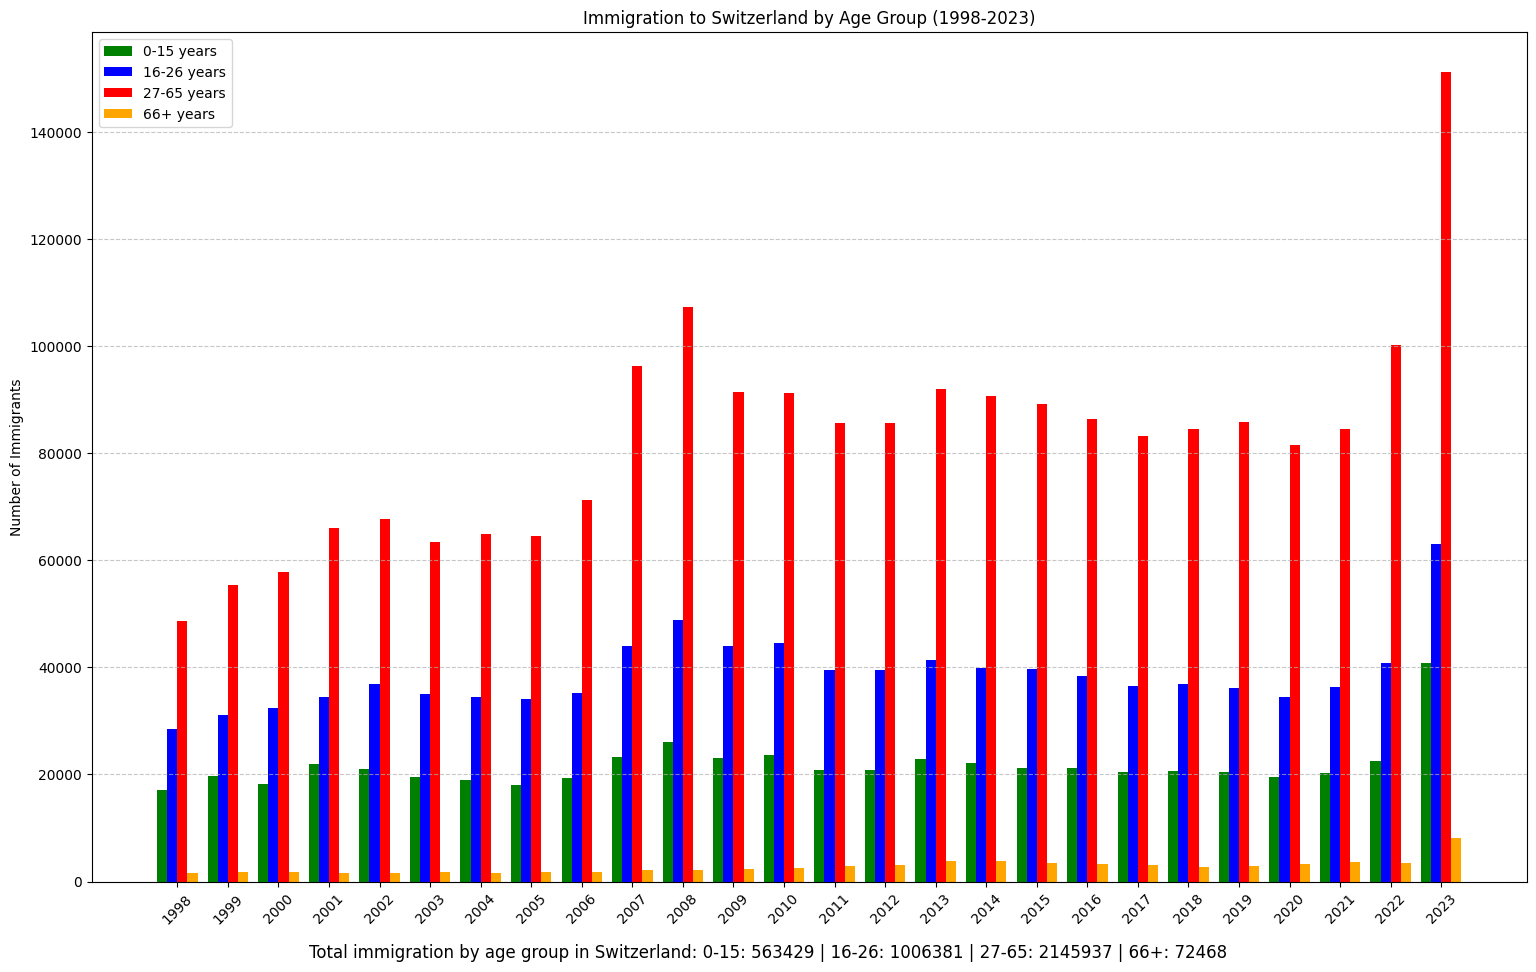 Immigration to Switzerland by Age Group (1998-2023)
0-15 years
16-26 years
27-65 years
66+ years
Number of Immigrants
140000
120000
100000
80000
60000
40000
20000
0
1998 1999 2000 2001 2002 2003 2004 2005 2006 2007 2008 2009 2010 2011 2012 2013 2014 2015 2016 2017 2018 2019 2020 2021 2022 2023
Total immigration by age group in Switzerland: 0-15: 563429 | 16-26: 1006381 | 27-65: 2145937 | 66+: 72468